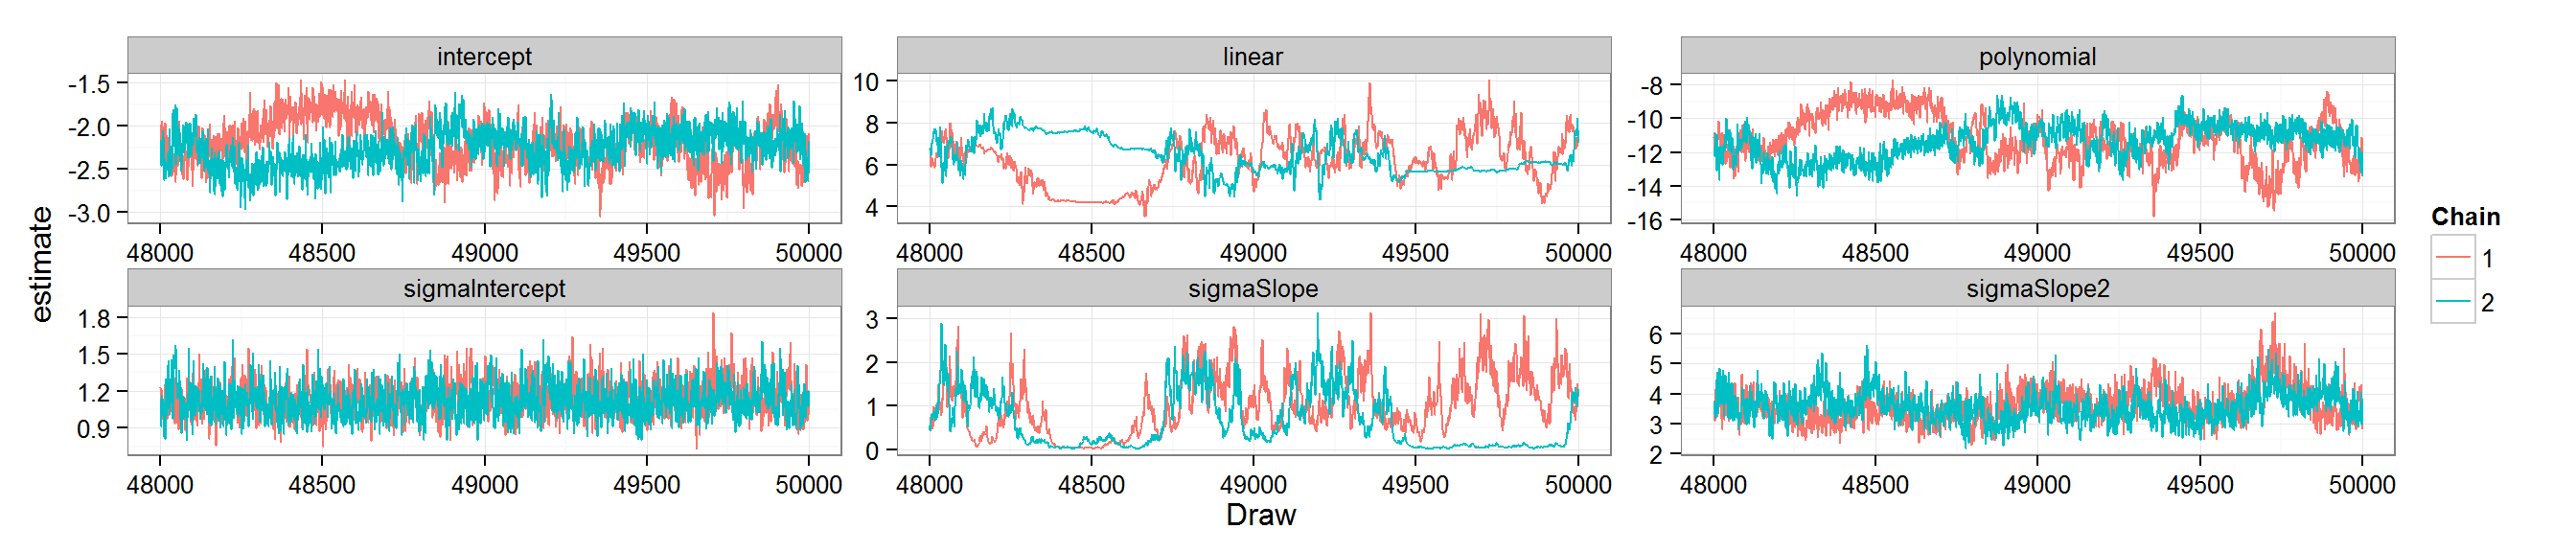 intercept
linear
polynomial
-1.5
-2.0
-2.5
-3.0
10
8
6
4
-8
-10
-12
-14
-16
48000 48500 49000 49500 50000
48000 48500 49000 49500 50000
48000 48500 49000 49500 50000
estimate
sigmaIntercept
sigmaSlope
sigmaSlope2
1.8
1.5
1.2
0.9
3
2
1
0
6
5
4
3
2
48000 48500 49000 49500 50000
48000 48500 49000 49500 50000
48000 48500 49000 49500 50000
Draw
Chain
1
2